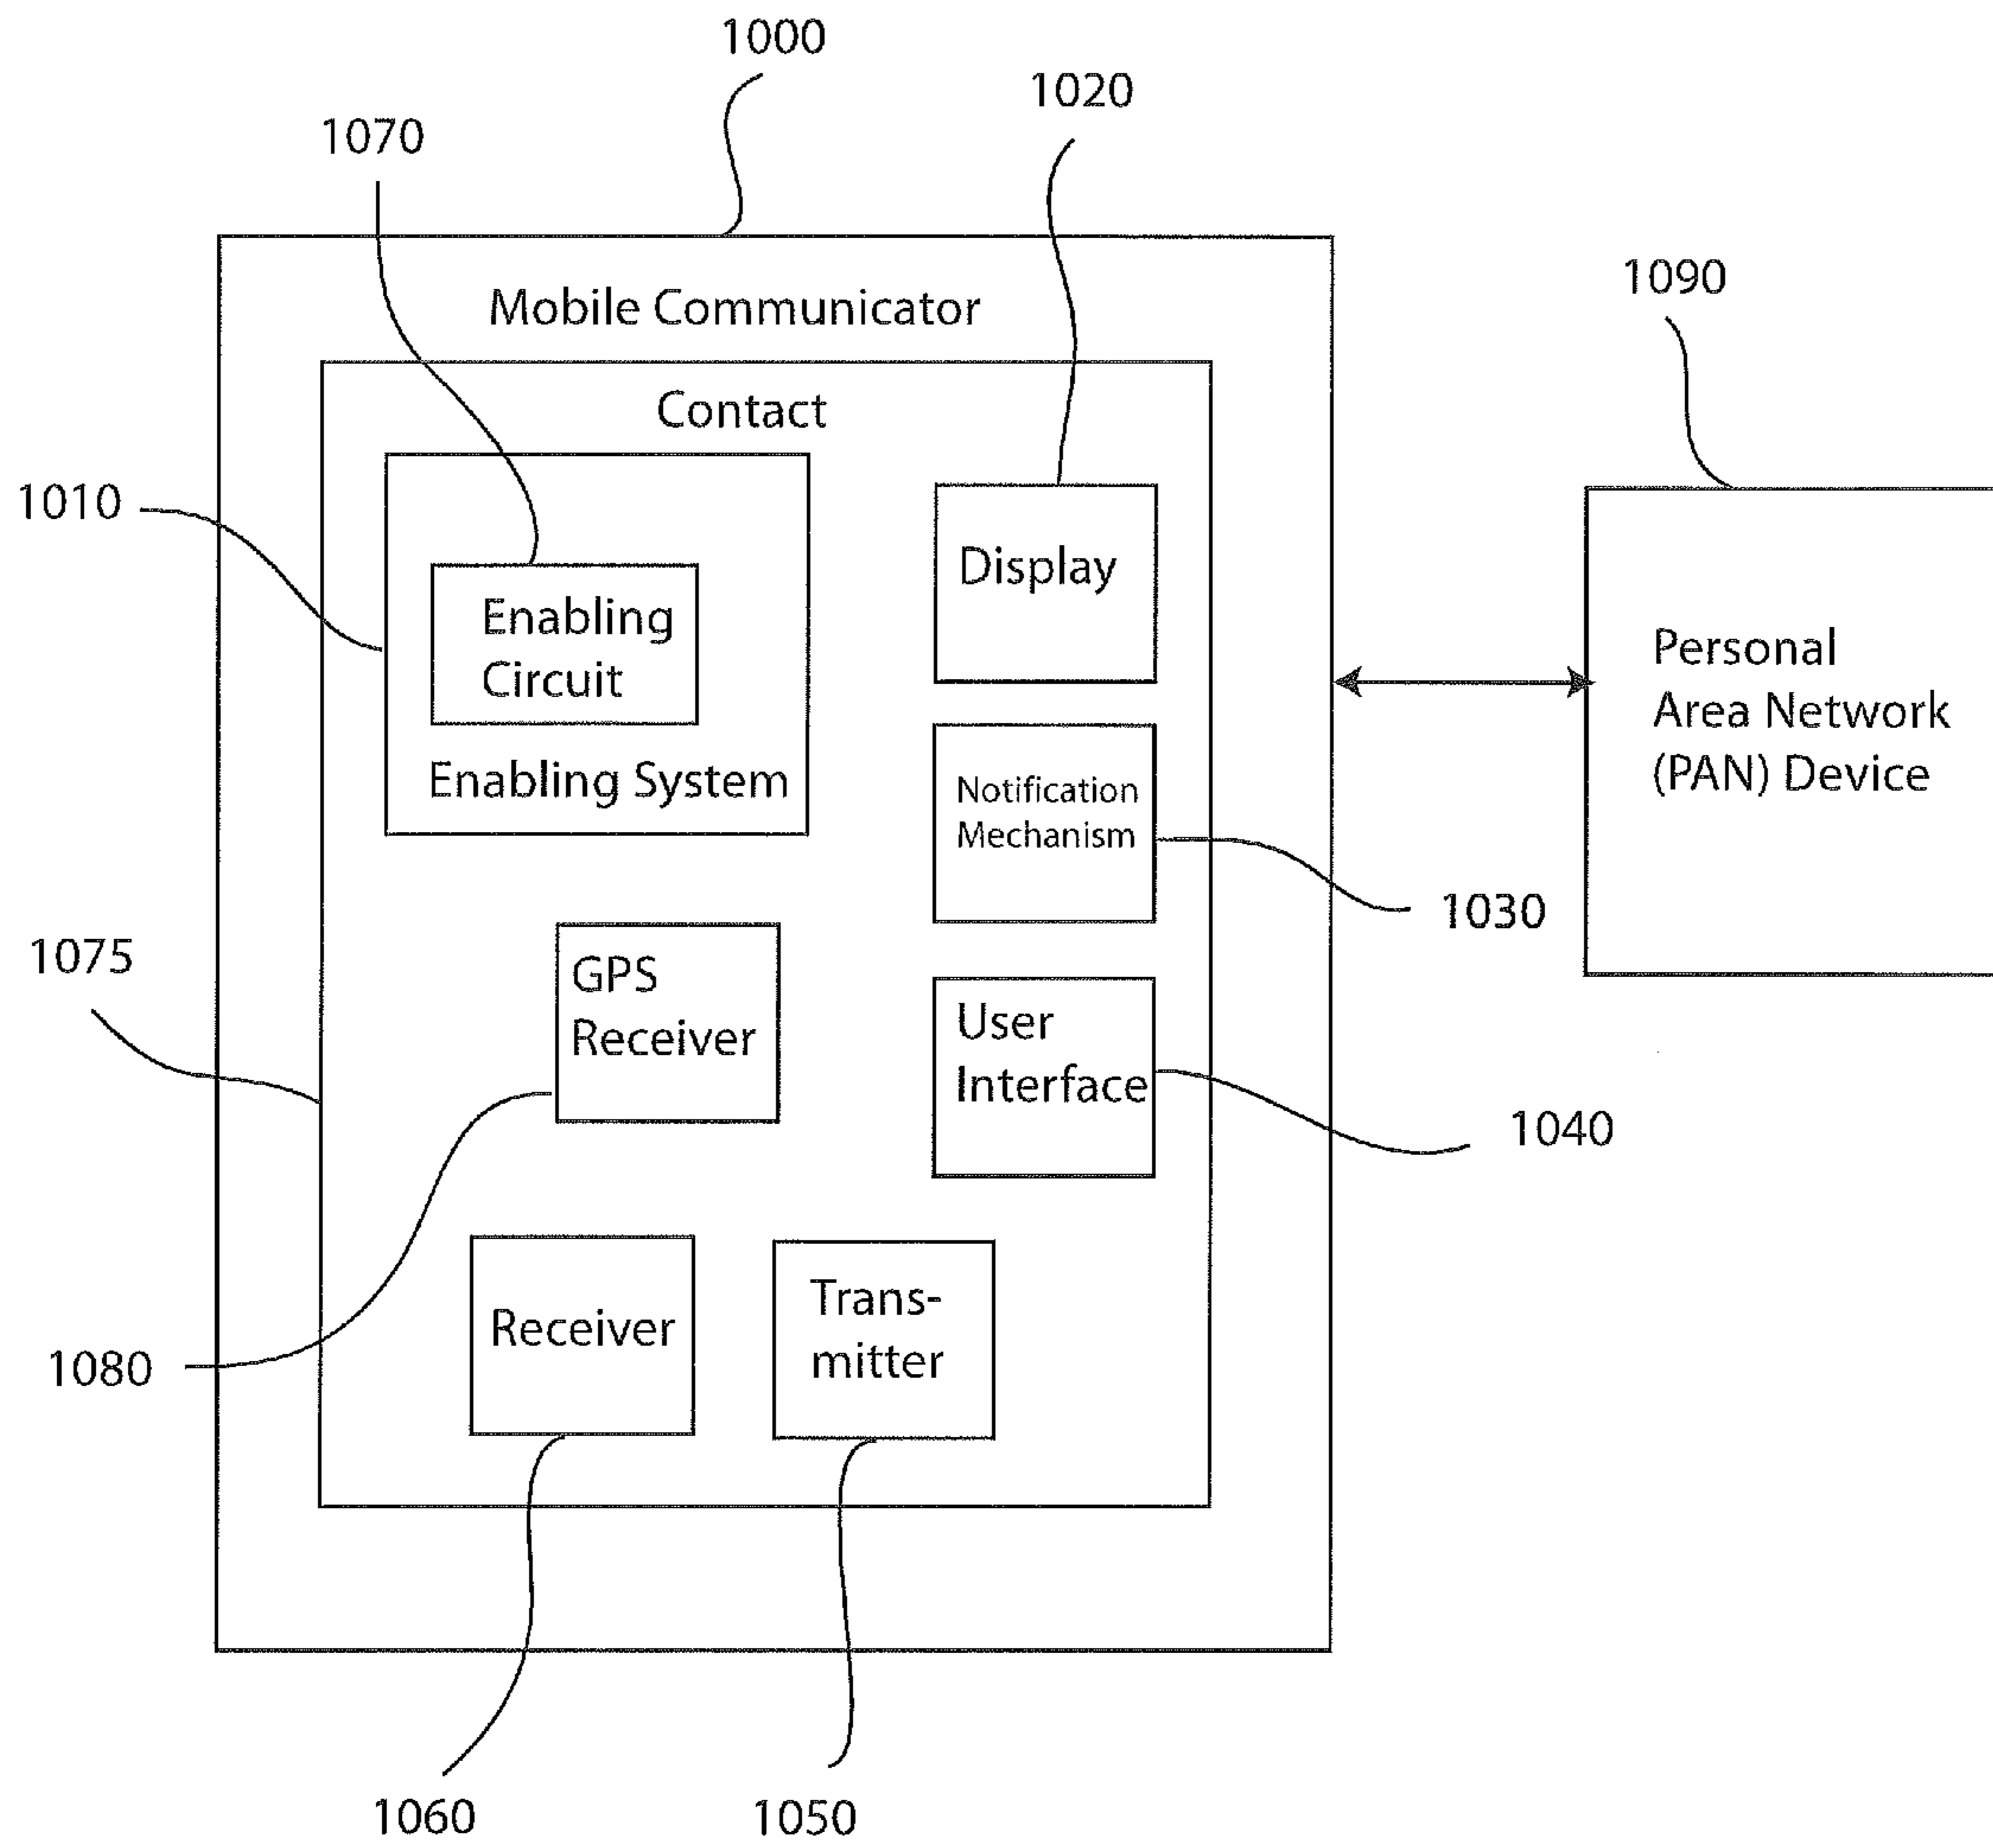 1000
1020
1070
1090
Mobile Communicator
Contact
1010
Enabling
Circuit
Enabling System
Display
Personal
Area Network
(PAN) Device
Notification
Mechanism
1030
1075
GPS
Receiver
User
Interface
1040
1080
Receiver
Trans-
mitter
1060
1050